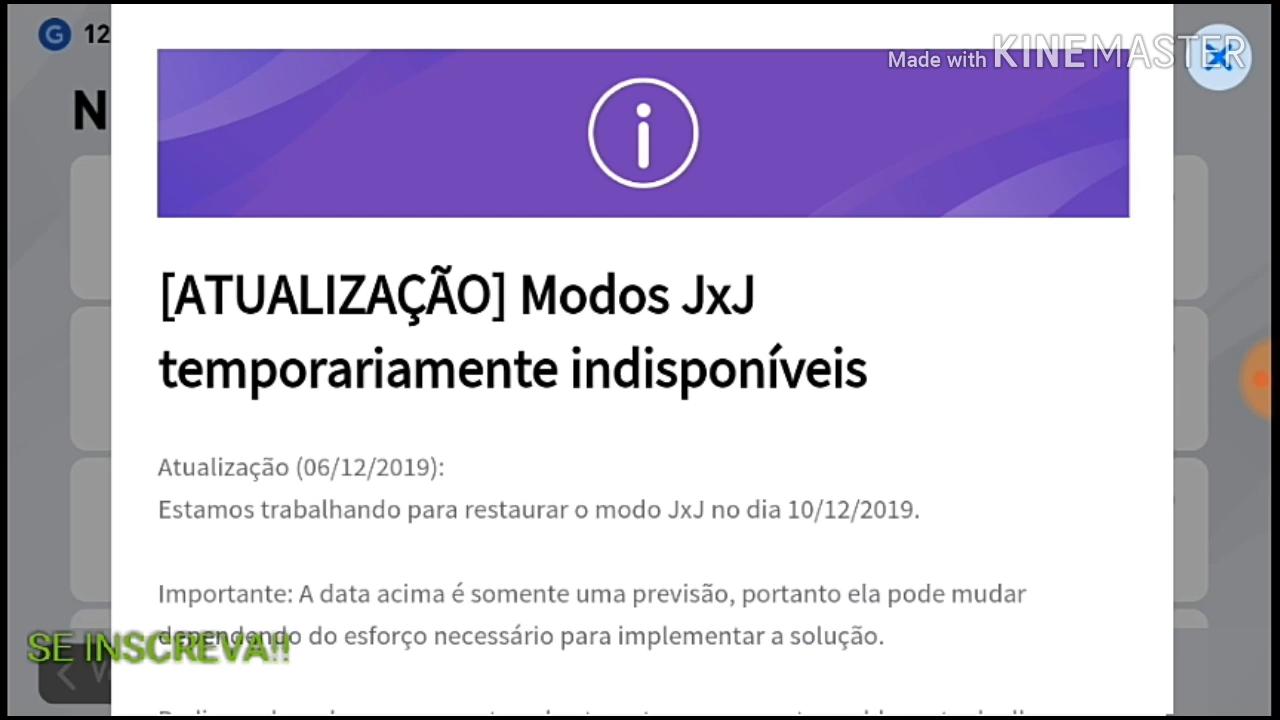 G 12
Made with KINEMASTER
N
[ATUALIZAÇÃO] Modos JxJ
temporariamente indisponíveis
Atualização (06/12/2019):
Estamos trabalhando para restaurar o modo JxJ no dia 10/12/2019.
Importante: A data acima é somente uma previsão, portanto ela pode mudar
dependendo do esforço necessário para implementar a solução.
SE INSCREVA!!